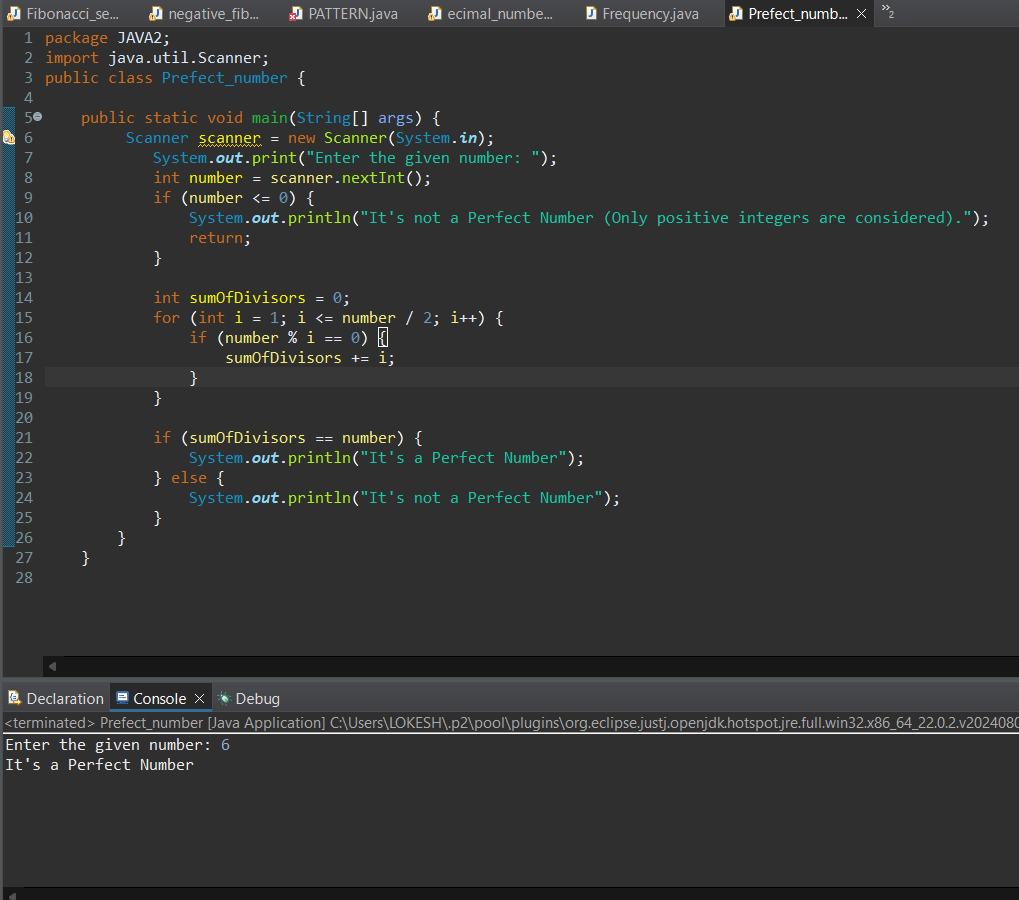 Fibonacci_se... negative_fib... PATTERN.java ecimal_numbe... Frequency.java Prefect_numb... »2
1 package JAVA2;
2 import java.util.Scanner;
3 public class Prefect_number {
4
5 public static void main(String[] args) {
6 Scanner scanner = new Scanner(System.in);
7 System.out.print("Enter the given number: ");
8 int number = scanner.nextInt();
9 if (number <= 0) {
10 System.out.println("It's not a Perfect Number (Only positive integers are considered).");
11 return;
12 }
13
14 int sumOfDivisors = 0;
15 for (int i = 1; i <= number / 2; i++) {
16 if (number % i == 0) {
17 sumOfDivisors += i;
18 }
19 }
20
21 if (sumOfDivisors == number) {
22 System.out.println("It's a Perfect Number");
23 } else {
24 System.out.println("It's not a Perfect Number");
25 }
26 }
27 }
28
Declaration Console Debug
<terminated> Prefect_number [Java Application] C:\Users\LOKESH\.p2\pool\plugins\org.eclipse.justj.openjdk.hotspot.jre.full.win32.x86_64_22.0.2.v2024080
Enter the given number: 6
It's a Perfect Number